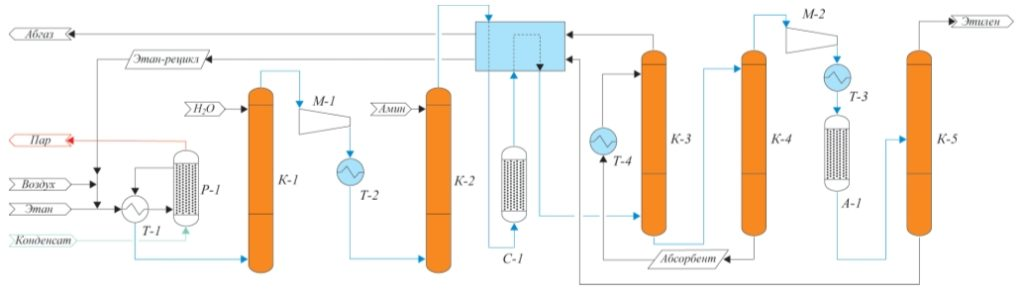 Абгаз
М-2
Этилен
Этан-рецикл
М-1
H₂O
Амин
Т-3
Пар
Т-4
К-3
К-4
К-5
Р-1
К-1
Т-2
К-2
Воздух
Этан
А-1
Т-1
Конденсат
С-1
Абсорбент